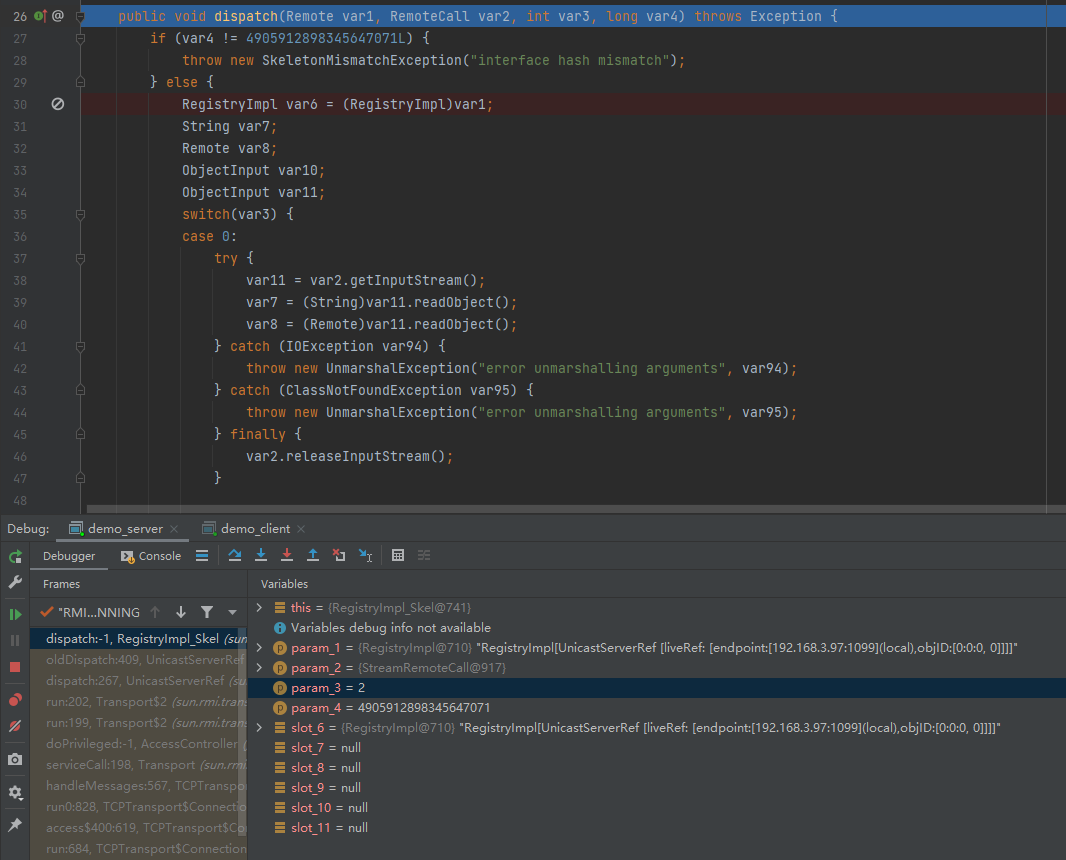 26 @ public void dispatch(Remote var1, RemoteCall var2, int var3, long var4) throws Exception {
27 if (var4 != 4905912898345647071L) {
28 throw new SkeletonMismatchException("interface hash mismatch");
29 } else {
30 RegistryImpl var6 = (RegistryImpl)var1;
31 String var7;
32 Remote var8;
33 ObjectInput var10;
34 ObjectInput var11;
35 switch(var3) {
36 case 0:
37 try {
38 var11 = var2.getInputStream();
39 var7 = (String)var11.readObject();
40 var8 = (Remote)var11.readObject();
41 } catch (IOException var94) {
42 throw new UnmarshalException("error unmarshalling arguments", var94);
43 } catch (ClassNotFoundException var95) {
44 throw new UnmarshalException("error unmarshalling arguments", var95);
45 } finally {
46 var2.releaseInputStream();
47 }
48
Debug: demo_server demo_client
Debugger Console
Frames
"RMI...NNING
dispatch:-1, RegistryImpl_Skel (sun
oldDispatch:409, UnicastServerRef
dispatch:267, UnicastServerRef (su
run:202, Transport$2 (sun.rmi.tran
run:199, Transport$2 (sun.rmi.tran
doPrivileged:-1, AccessController (
serviceCall:198, Transport (sun.rmi
handleMessages:567, TCPTranspo
run0:828, TCPTransport$Connectio
access$400:619, TCPTransport$Co
run:684, TCPTransport$Connection
Variables
this = {RegistryImpl_Skel@741}
Variables debug info not available
param_1 = {RegistryImpl@710} "RegistryImpl[UnicastServerRef [liveRef: [endpoint:[192.168.3.97:1099](local),objID:[0:0:0, 0]]]]"
param_2 = {StreamRemoteCall@917}
param_3 = 2
param_4 = 4905912898345647071
slot_6 = {RegistryImpl@710} "RegistryImpl[UnicastServerRef [liveRef: [endpoint:[192.168.3.97:1099](local),objID:[0:0:0, 0]]]]"
slot_7 = null
slot_8 = null
slot_9 = null
slot_10 = null
slot_11 = null